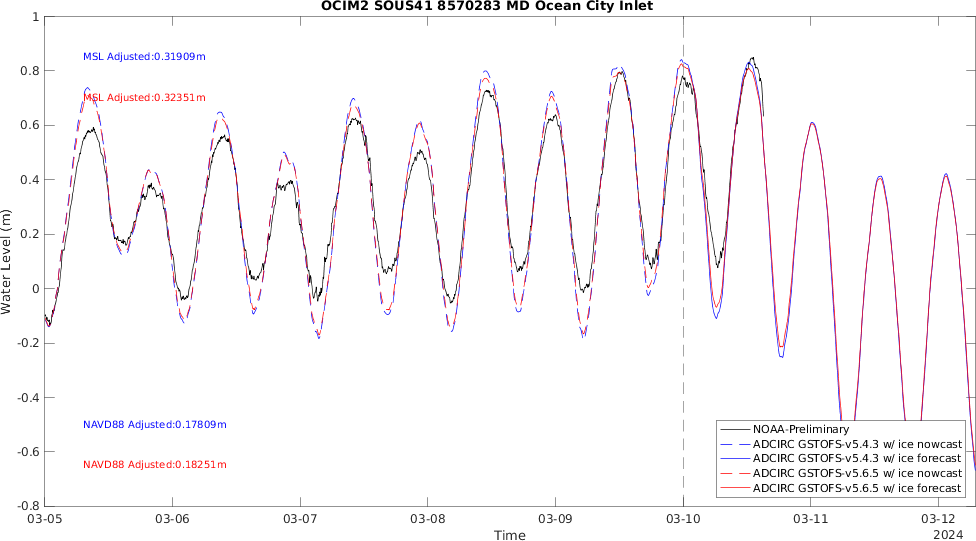 OCIM2 SOUS41 8570283 MD Ocean City Inlet
Water Level (m)
1
0.8
0.6
0.4
0.2
0
-0.2
-0.4
-0.6
-0.8
MSL Adjusted:0.31909m
MSL Adjusted:0.32351m
NAVD88 Adjusted:0.17809m
NAVD88 Adjusted:0.18251m
NOAA-Preliminary
ADCIRC GSTOFS-v5.4.3 w/ ice nowcast
ADCIRC GSTOFS-v5.4.3 w/ ice forecast
ADCIRC GSTOFS-v5.6.5 w/ ice nowcast
ADCIRC GSTOFS-v5.6.5 w/ ice forecast
03-05 03-06 03-07 03-08 03-09 03-10 03-11 03-12
Time
2024